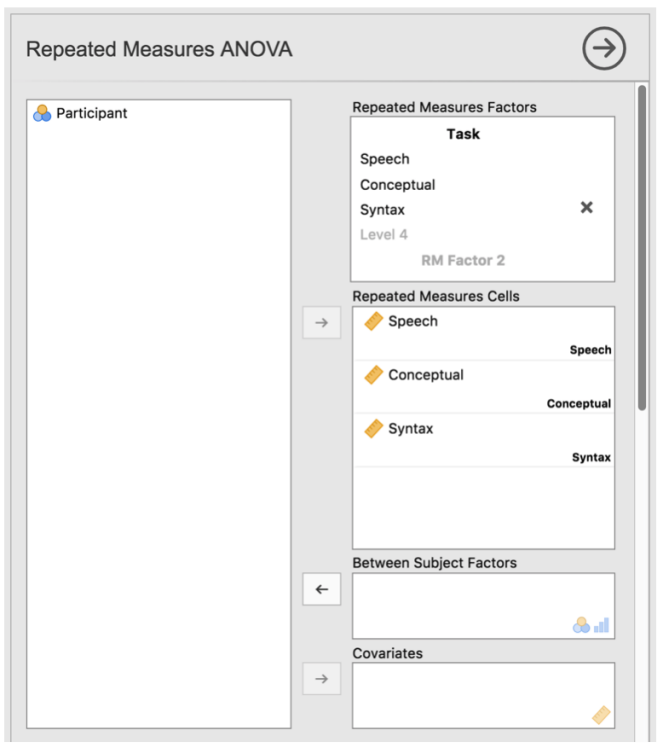 Repeated Measures ANOVA
Participant
Repeated Measures Factors
Task
Speech
Conceptual
Syntax
Level 4
RM Factor 2
Repeated Measures Cells
Speech
Speech
Conceptual
Conceptual
Syntax
Syntax
Between Subject Factors
Covariates